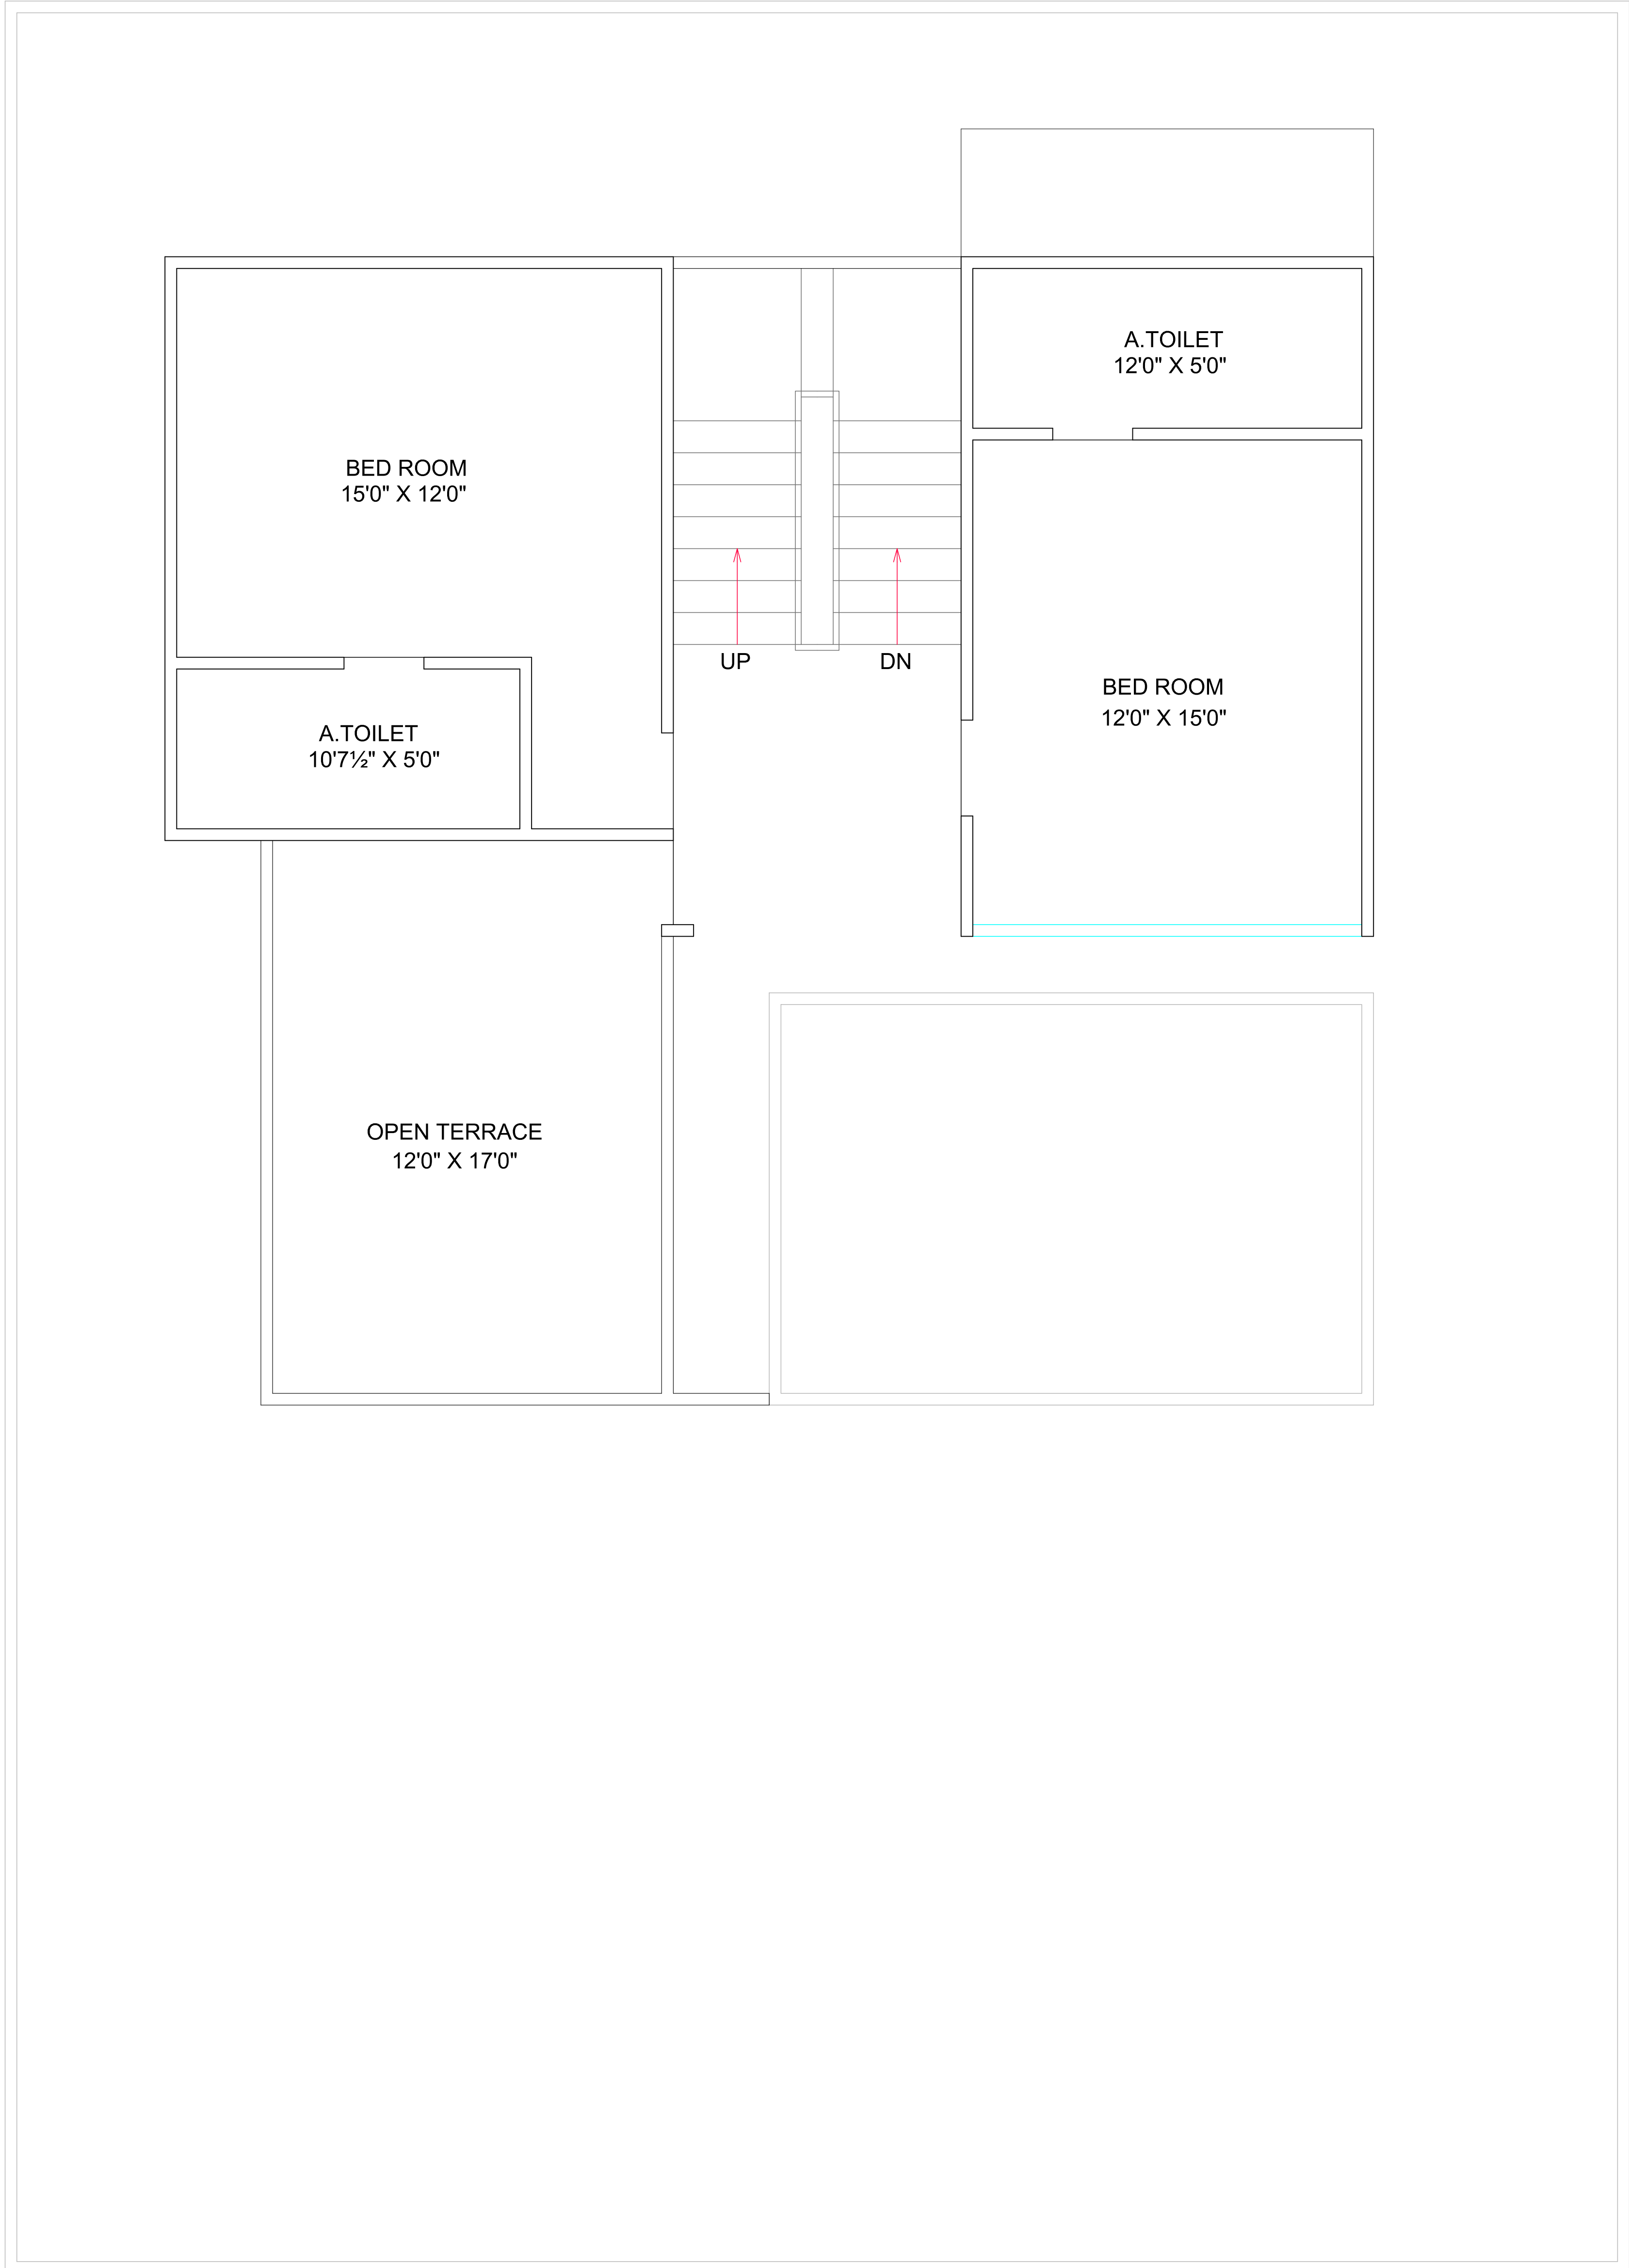 A.TOILET
12'0" X 5'0"
BED ROOM
15'0" X 12'0"
UP
DN
BED ROOM
12'0" X 15'0"
A.TOILET
10'7½" X 5'0"
OPEN TERRACE
12'0" X 17'0"